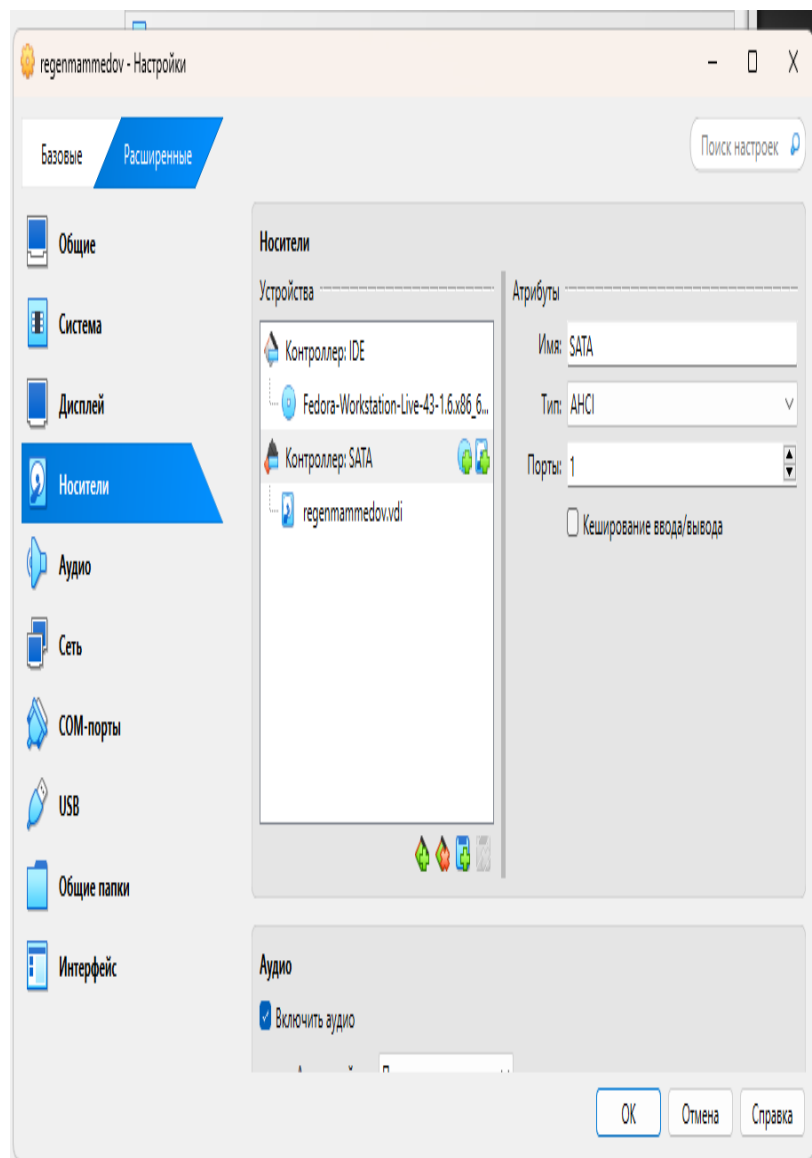 regenmammedov - Настройки
Базовые
Расширенные
Поиск настроек
Общие
Система
Дисплей
Носители
Аудио
Сеть
COM-порты
USB
Общие папки
Интерфейс
Носители
Устройства
Контроллер: IDE
Fedora-Workstation-Live-43-1.6.x86_6...
Контроллер: SATA
regenmammedov.vdi
Атрибуты
Имя: SATA
Тип: AHCI
Порты: 1
Кеширование ввода/вывода
Аудио
Включить аудио
OK
Отмена
Справка